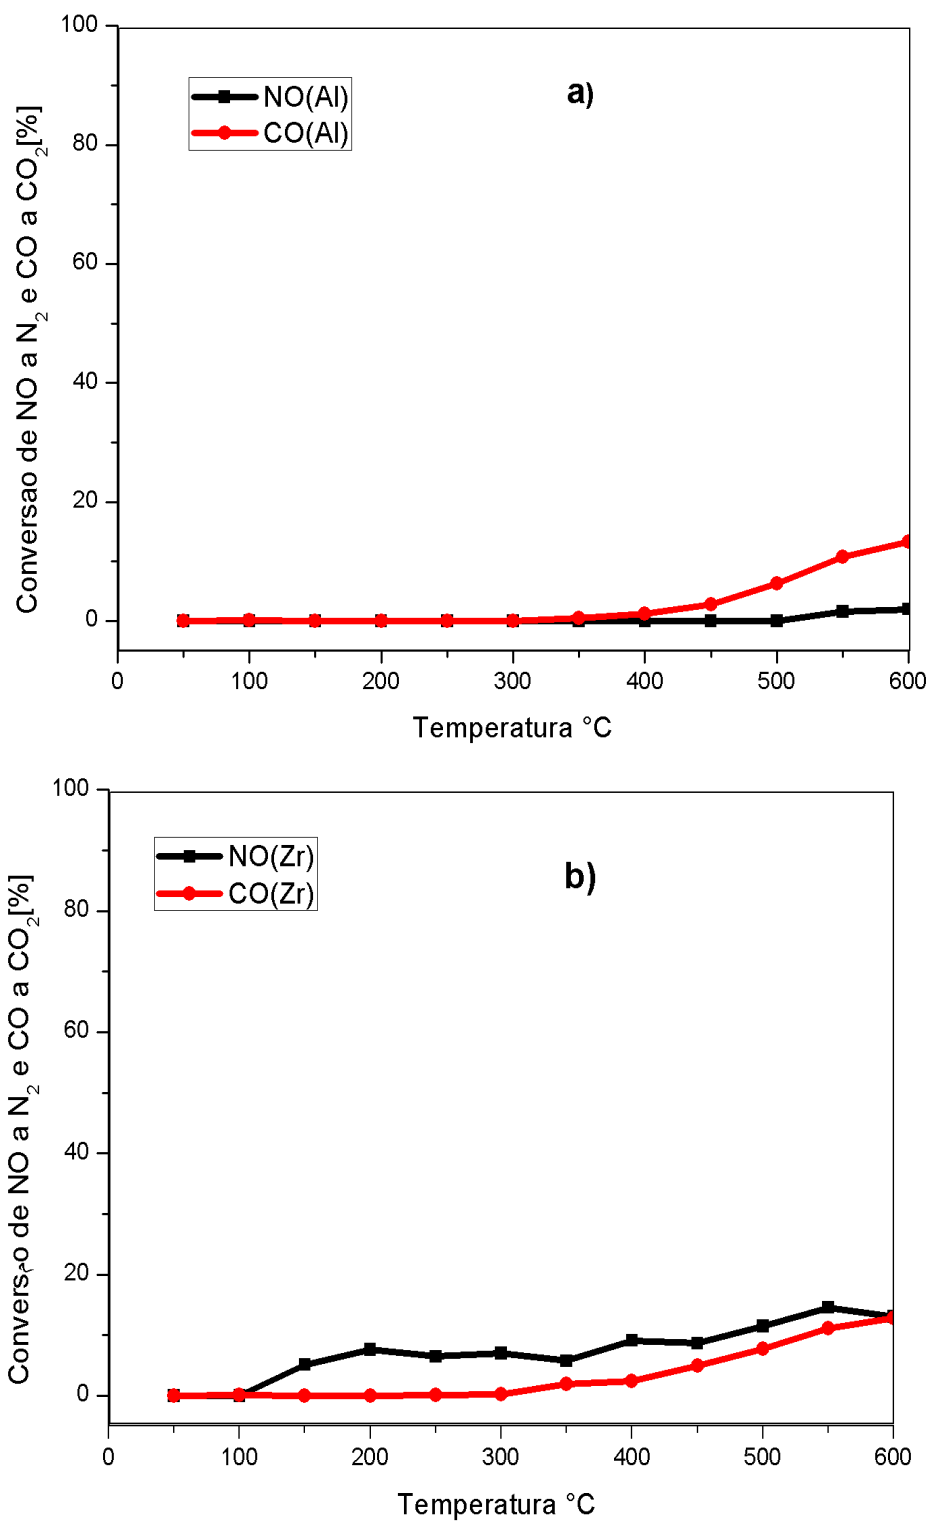 100
80
60
40
20
0
Conversao de NO a N2 e CO a CO2[%]
NO(Al)
CO(Al)
a)
0 100 200 300 400 500 600
Temperatura °C
100
80
60
40
20
0
de NO a N2 e CO a CO2[%]
NO(Zr)
CO(Zr)
b)
0 100 200 300 400 500 600
Temperatura °C